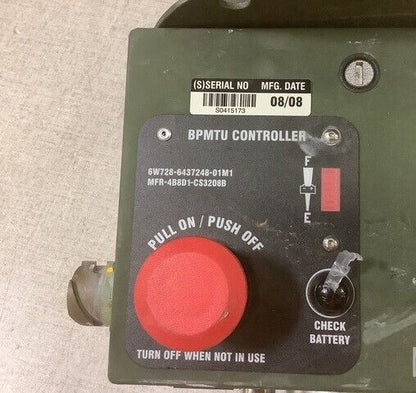 (S)SERIAL NO MFG. DATE
S0415173 08/08
BPMTU CONTROLLER
6W728-6437248-01M1
MFR-4B8D1-CS3208B
F
E
PULL ON / PUSH OFF
CHECK
BATTERY
TURN OFF WHEN NOT IN USE